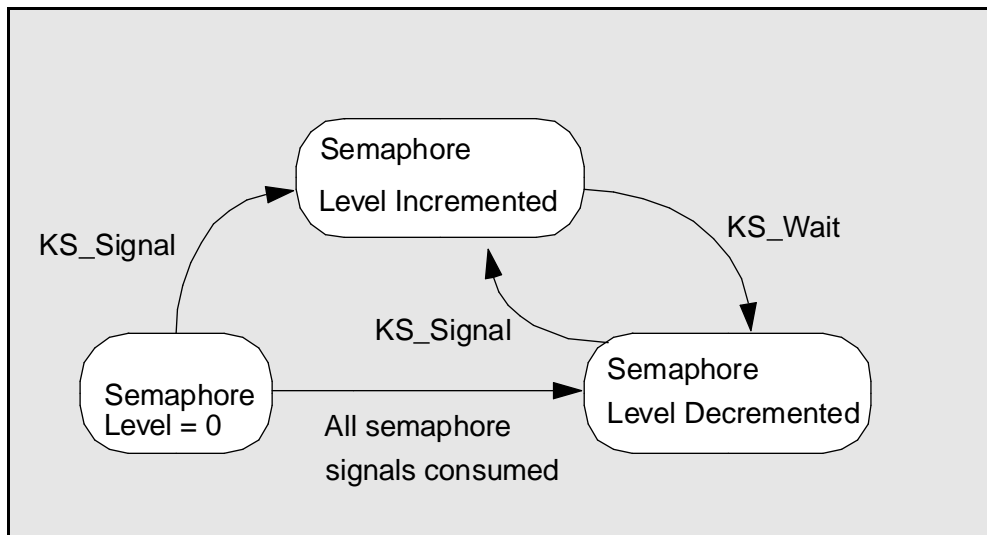 Semaphore
Level Incremented
KS_Signal
KS_Wait
KS_Signal
Semaphore
Level = 0
All semaphore
signals consumed
Semaphore
Level Decremented